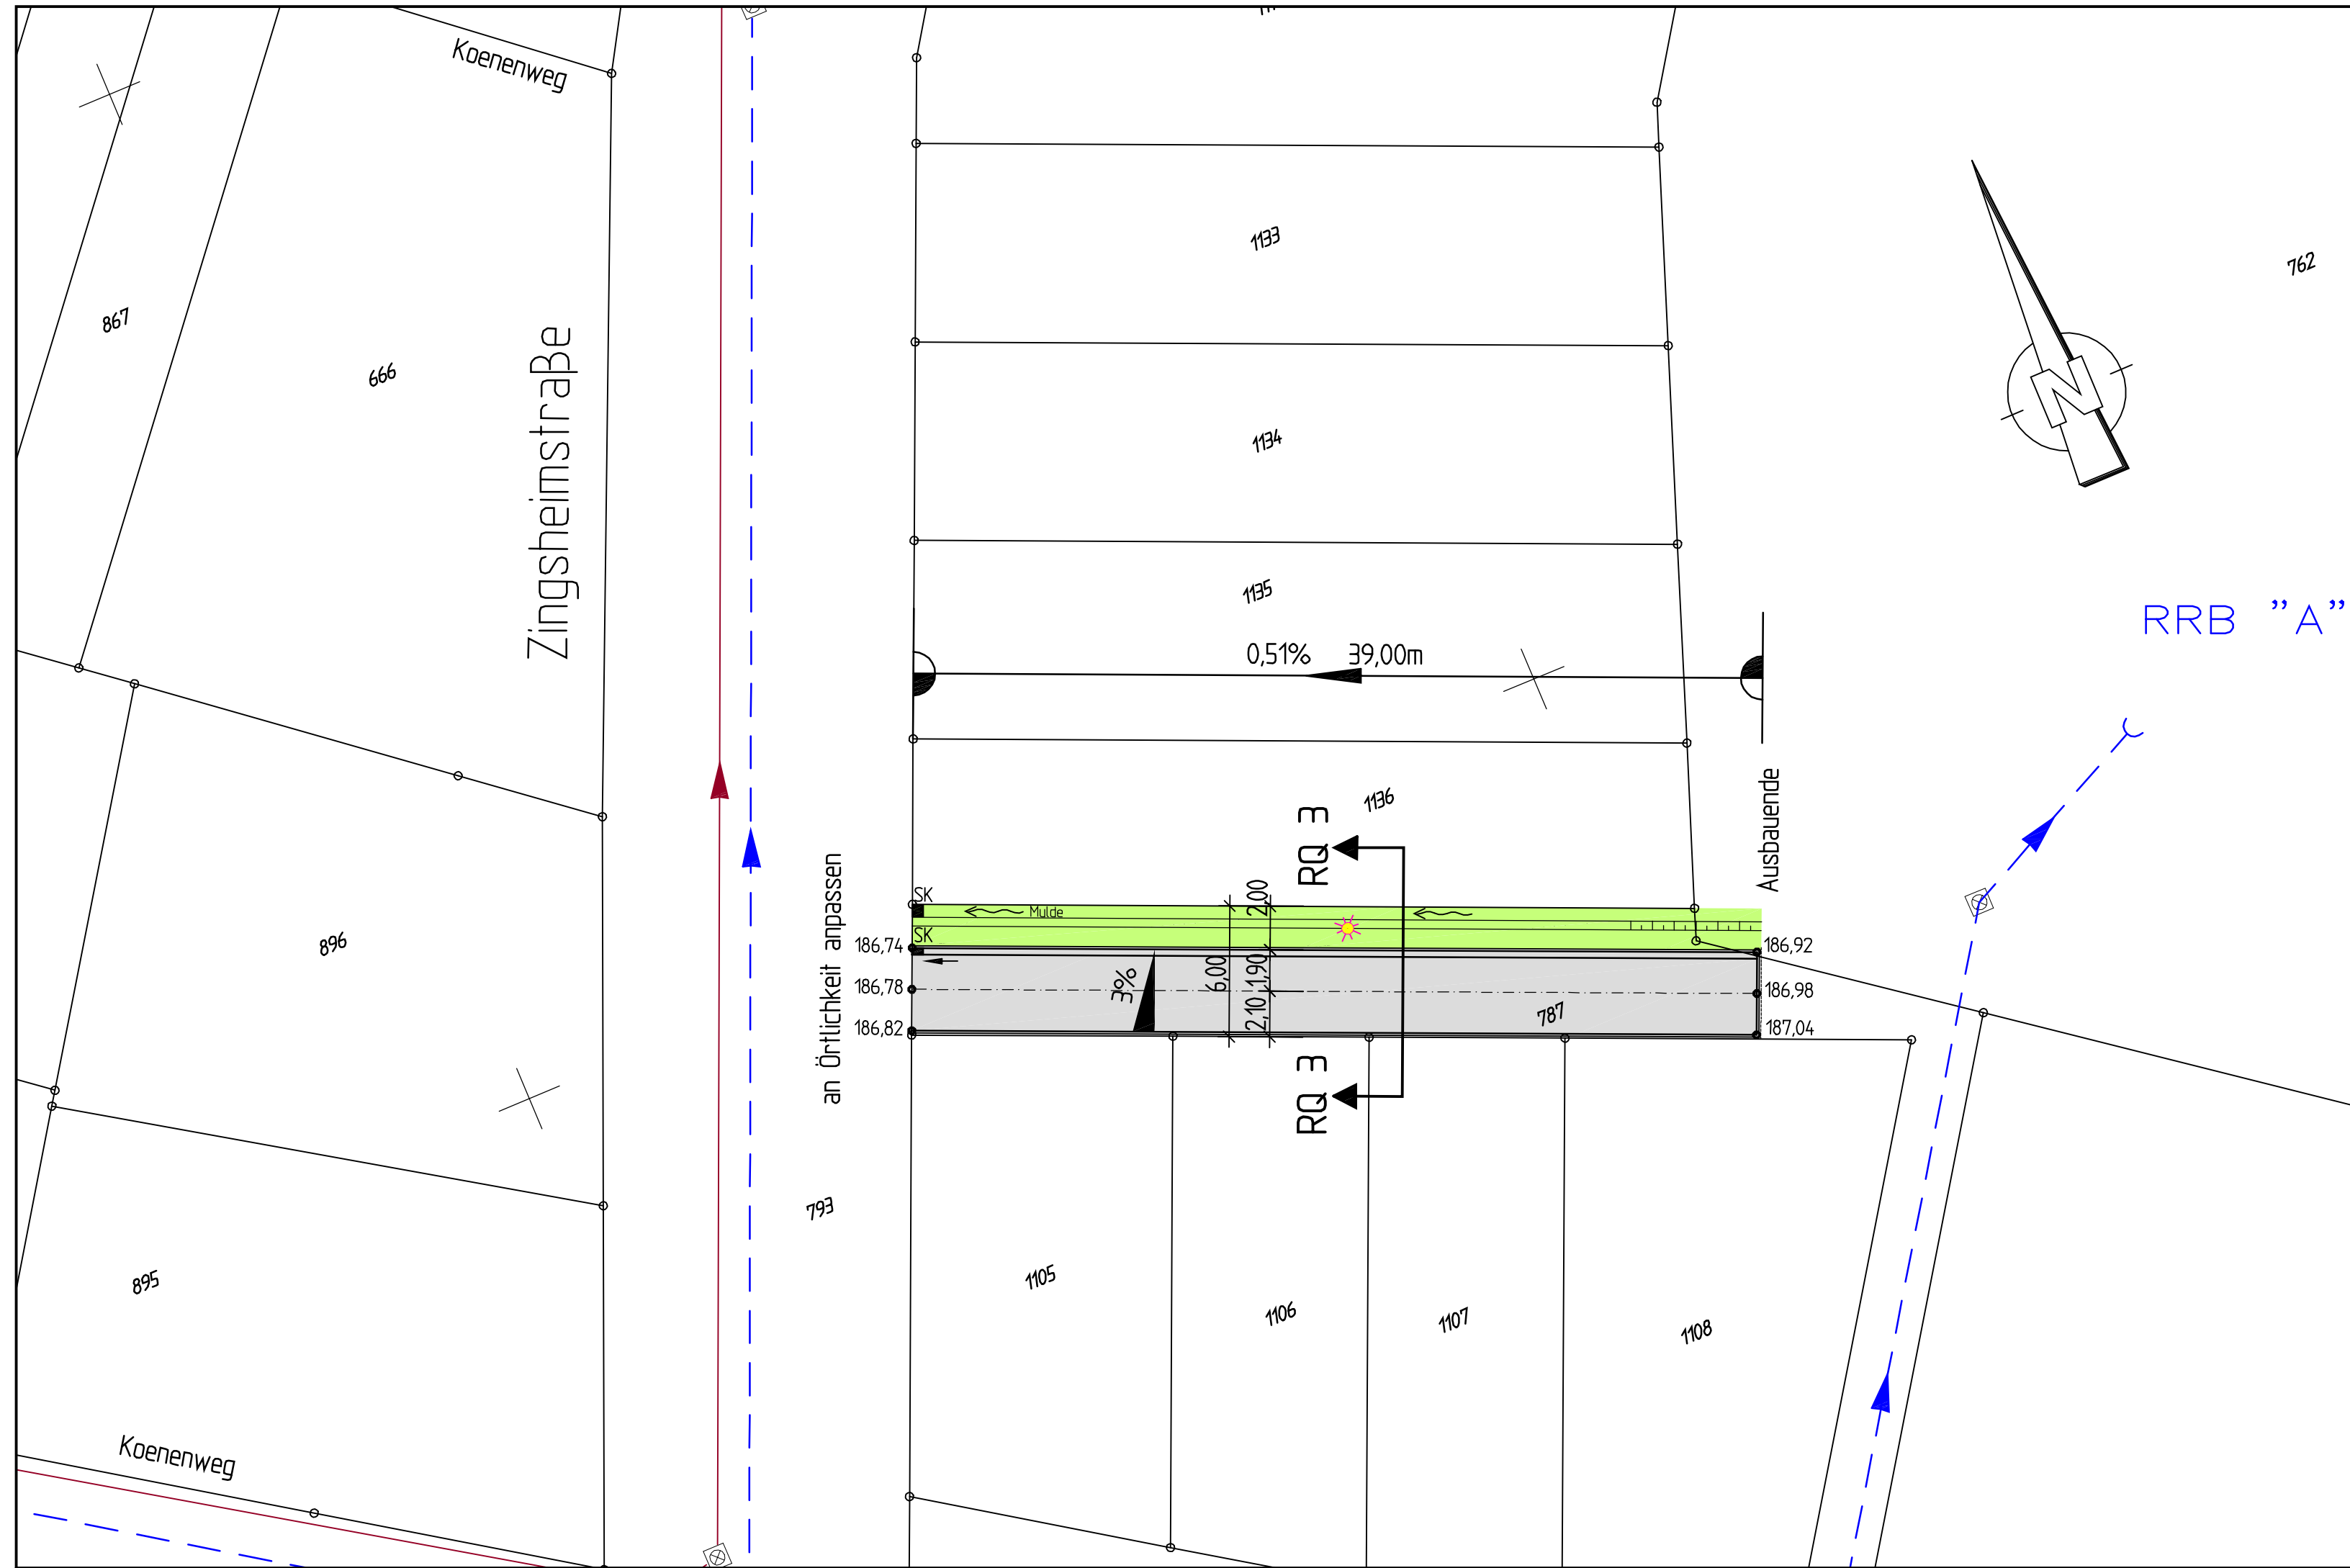 Koenenweg
1133
762
867
666
Zingsheimstraße
N
1134
1135
RRB "A"
0,51% 39,00m
1136
RQ 3
Ausbauende
an Örtlichkeit anpassen
SK
Mulde
2,00
SK
186,74
186,92
896
3%
6,00
1,90
186,78
186,98
2,10
787
186,82
187,04
RQ 3
793
895
1105
1106
1107
1108
Koenenweg